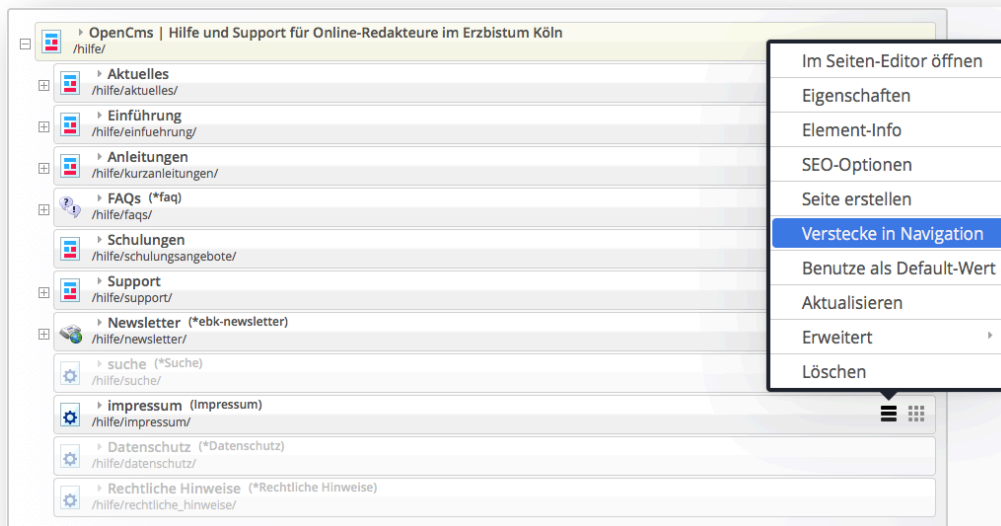 OpenCms | Hilfe und Support für Online-Redakteure im Erzbistum Köln
/hilfe/
Aktuelles
/hilfe/aktuelles/
Einführung
/hilfe/einfuehrung/
Anleitungen
/hilfe/kurzanleitungen/
FAQs (*faq)
/hilfe/faqs/
Schulungen
/hilfe/schulungsangebote/
Support
/hilfe/support/
Newsletter (*ebk-newsletter)
/hilfe/newsletter/
suche (*Suche)
/hilfe/suche/
impressum (Impressum)
/hilfe/impressum/
Datenschutz (*Datenschutz)
/hilfe/datenschutz/
Rechtliche Hinweise (*Rechtliche Hinweise)
/hilfe/rechtliche_hinweise/
Im Seiten-Editor öffnen
Eigenschaften
Element-Info
SEO-Optionen
Seite erstellen
Verstecke in Navigation
Benutze als Default-Wert
Aktualisieren
Erweitert
Löschen